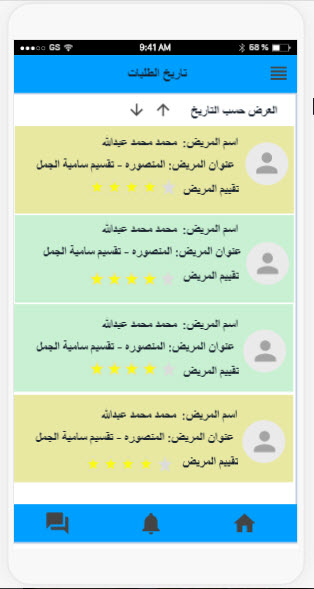 GS 9:41 AM 68 %
تاريخ الطلبات
العرض حسب التاريخ
اسم المريض: محمد محمد عبدالله
عنوان المريض: المنصوره - تقسيم سامية الجمل
تقييم المريض
اسم المريض: محمد محمد عبدالله
عنوان المريض: المنصوره - تقسيم سامية الجمل
تقييم المريض
اسم المريض: محمد محمد عبدالله
عنوان المريض: المنصوره - تقسيم سامية الجمل
تقييم المريض
اسم المريض: محمد محمد عبدالله
عنوان المريض: المنصوره - تقسيم سامية الجمل
تقييم المريض